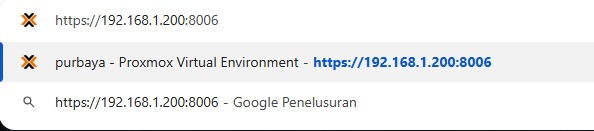 https://192.168.1.200:8006
purbaya - Proxmox Virtual Environment - https://192.168.1.200:8006
https://192.168.1.200:8006 - Google Penelusuran